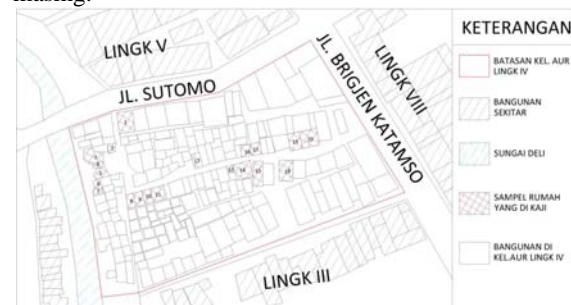 masing.
LINGK V
JL. SUTOMO
JL. BRIGJEN KATAMSO
LINGK VIII
LINGK III
KETERANGAN
BATASAN KEL. AUR
LINGK IV
BANGUNAN
SEKITAR
SUNGAI DELI
SAMPEL RUMAH
YANG DI KAJI
BANGUNAN DI
KEL.AUR LINGK IV